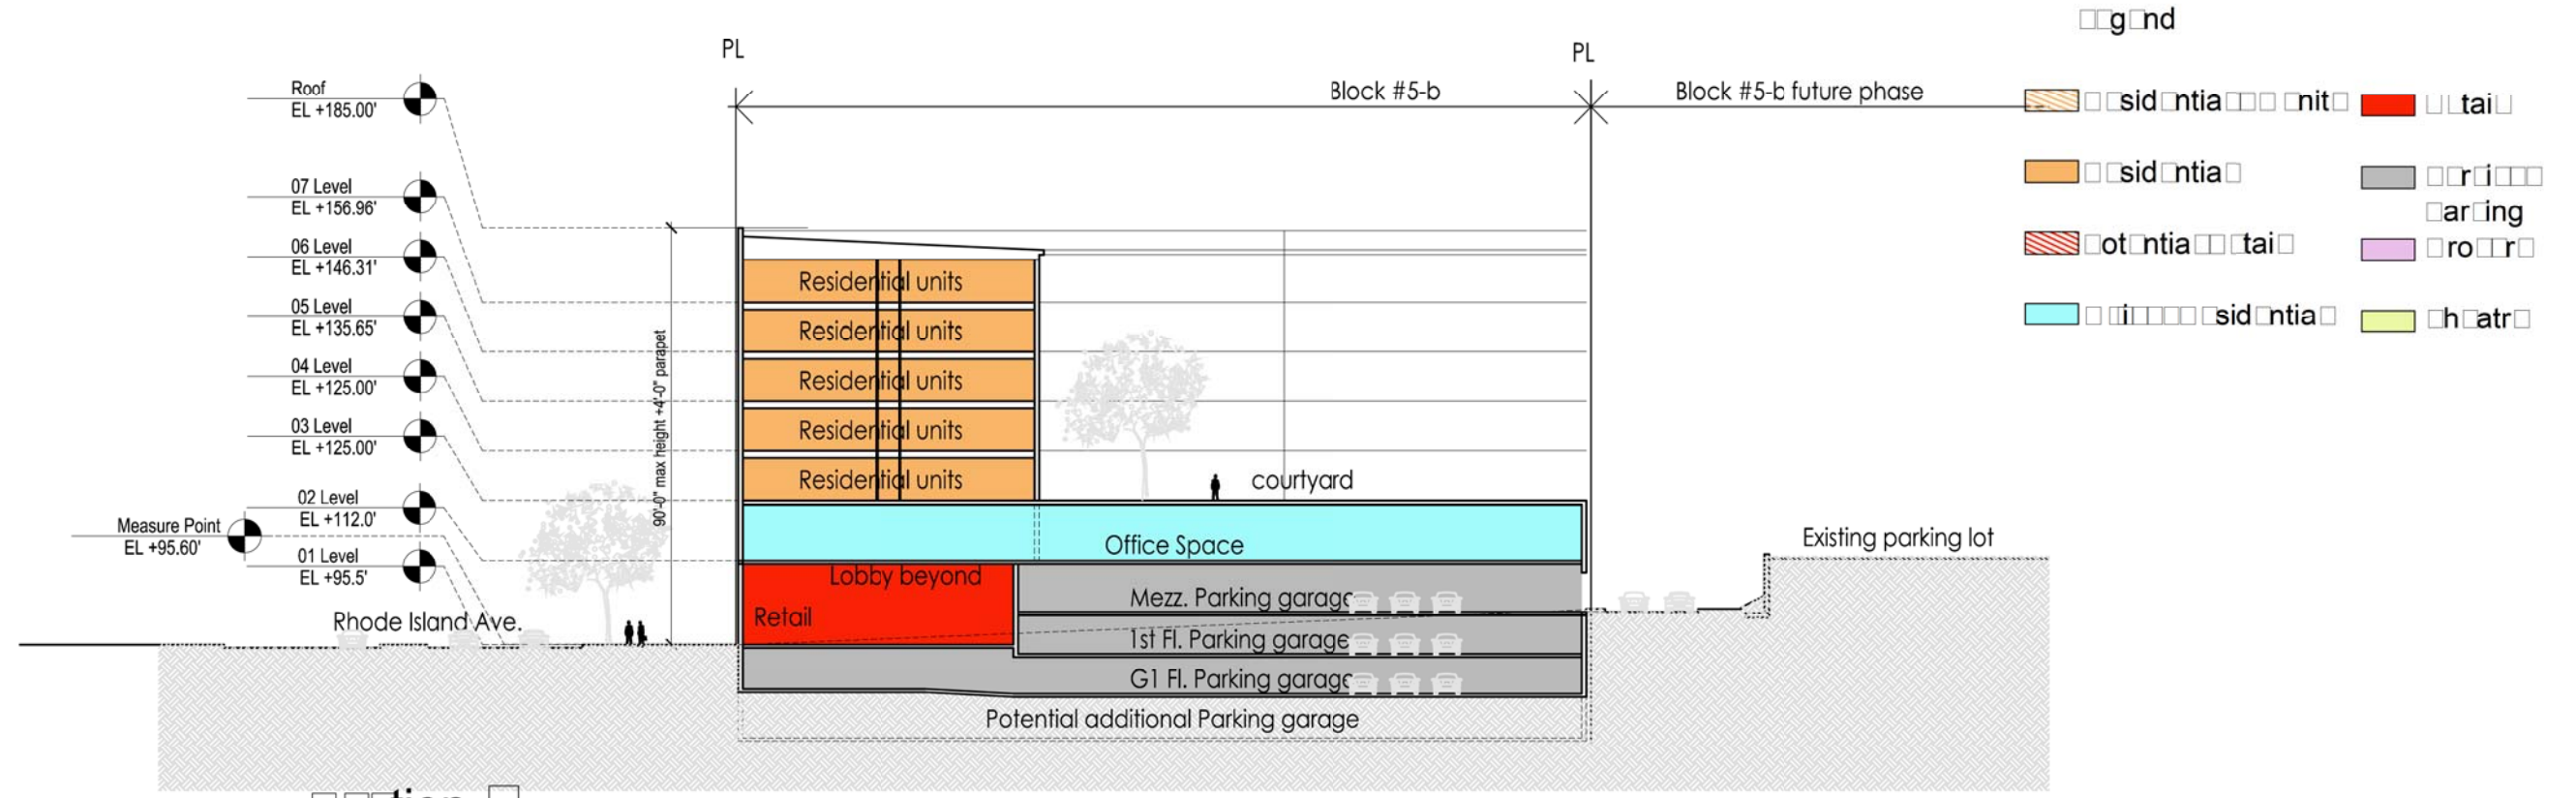 PL
PL
Block #5-b
Block #5-b future phase
Roof
EL +185.00'
07 Level
EL +156.96'
06 Level
EL +146.31'
05 Level
EL +135.65'
04 Level
EL +125.00'
03 Level
EL +125.00'
02 Level
EL +112.0'
Measure Point
EL +95.60'
01 Level
EL +95.5'
Rhode Island Ave.
90'-0" max height +4'-0" parapet
Residential units
Residential units
Residential units
Residential units
Residential units
courtyard
Office Space
Lobby beyond
Retail
Mezz. Parking garage
1st Fl. Parking garage
G1 Fl. Parking garage
Potential additional Parking garage
Existing parking lot